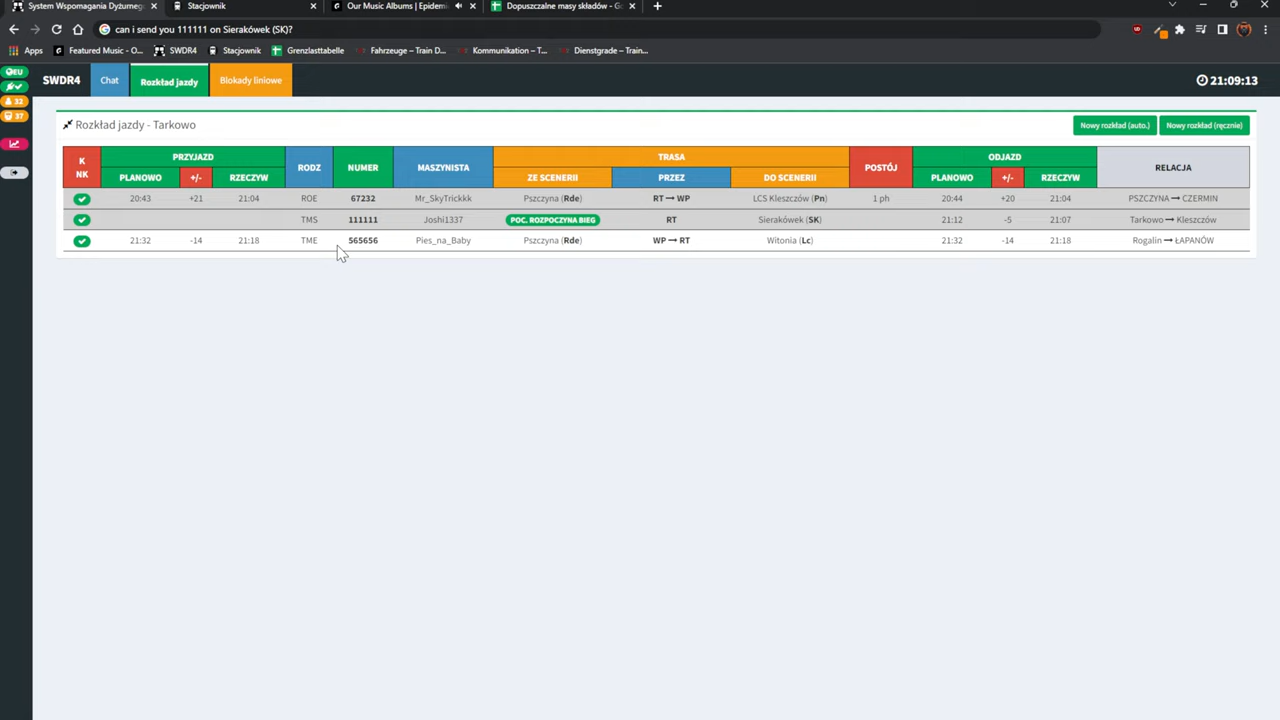 System Wspomagania Dyżurnego
Stacjownik
Our Music Albums | Epidemi
Dopuszczalne masy składów - G
can i send you 111111 on Sierakówek (SK)?
Apps
Featured Music - O...
SWDR4
Stacjownik
Grenzlasttabelle
Fahrzeuge – Train D...
Kommunikation – T...
Dienstgrade – Train...
EU
32
37
SWDR4
Chat
Rozkład jazdy
Blokady liniowe
21:09:13
Rozkład jazdy - Tarkowo
Nowy rozkład (auto.) Nowy rozkład (ręcznie)
K NK PRZYJAZD RODZ NUMER MASZYNISTA TRASA POSTÓJ ODJAZD RELACJA
PLANOWO +/- RZECZYW ZE SCENERII PRZEZ DO SCENERII PLANOWO +/- RZECZYW
20:43 +21 21:04 ROE 67232 Mr_SkyTrickkk Pszczyna (Rde) RT → WP LCS Kleszczów (Pn) 1 ph 20:44 +20 21:04 PSZCZYNA → CZERMIN
TMS 111111 Joshi1337 POC. ROZPOCZYNA BIEG RT Sierakówek (SK) 21:12 -5 21:07 Tarkowo → Kleszczów
21:32 -14 21:18 TME 565656 Pies_na_Baby Pszczyna (Rde) WP → RT Witonia (Lc) 21:32 -14 21:18 Rogalin → ŁAPANÓW